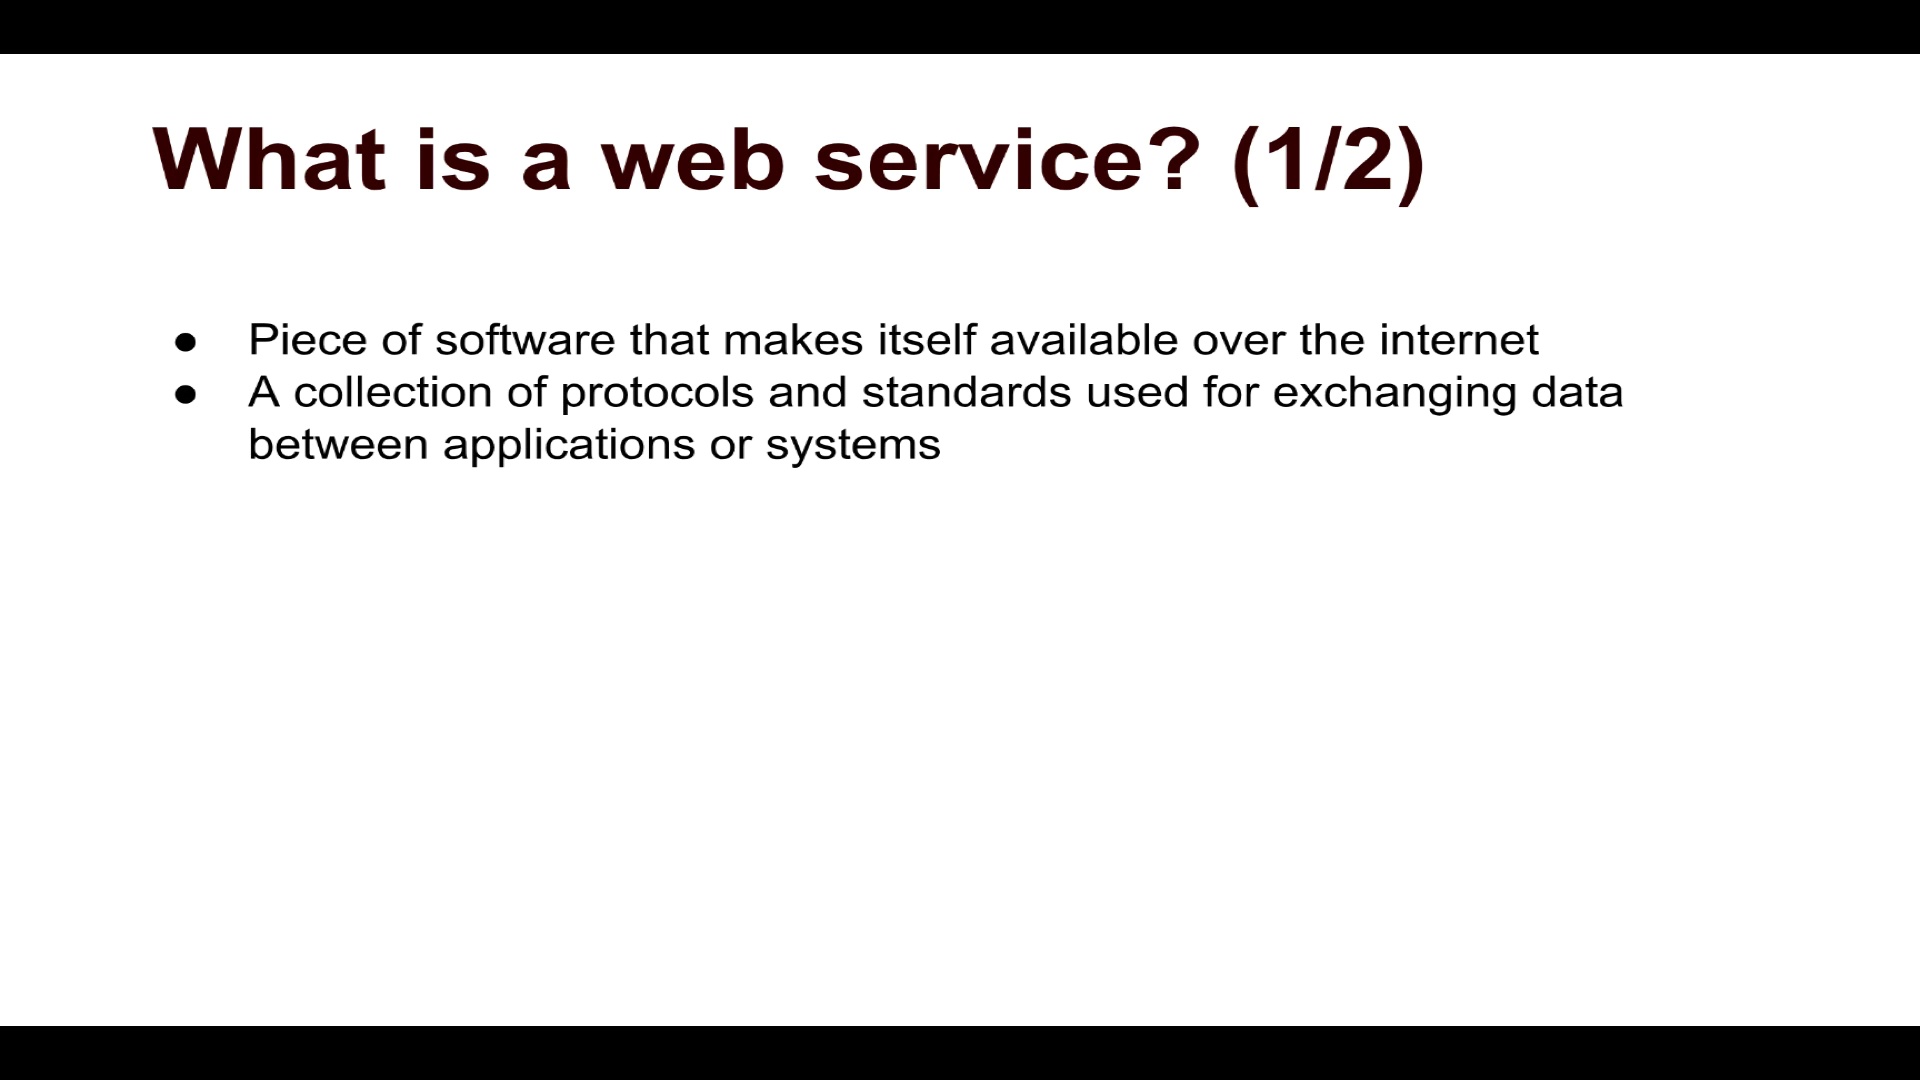 What is a web service? (1/2)
● Piece of software that makes itself available over the internet
● A collection of protocols and standards used for exchanging data
between applications or systems